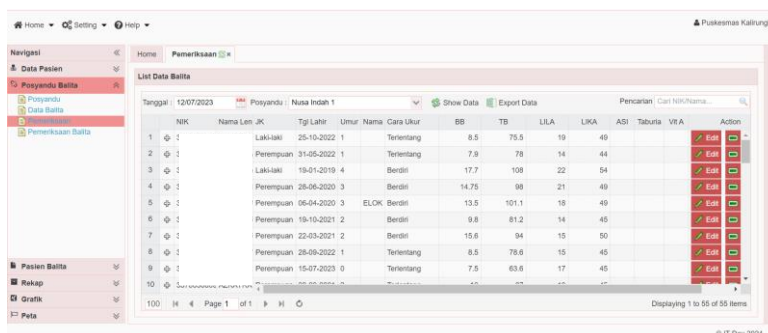 Home Setting Help Puskesmas Kalirung
Navigasi
Data Pasien
Posyandu Balita
Posyandu
Data Balita
Pemeriksaan
Pemeriksaan Balita
Pasien Balita
Rekap
Grafik
Peta
Home Pemeriksaan
List Data Balita
Tanggal : 12/07/2023 Posyandu : Nusa Indah 1 Show Data Export Data Pencarian Cari NIK/Nama...
NIK Nama Len JK Tgl Lahir Umur Nama Cara Ukur BB TB LILA LIKA ASI Taburia Vit A Action
1 Laki-laki 25-10-2022 1 Terlentang 8.5 75.5 19 49 Edit
2 Perempuan 31-05-2022 1 Terlentang 7.9 78 14 44 Edit
3 Laki-laki 19-01-2019 4 Berdiri 17.7 108 22 54 Edit
4 Perempuan 28-06-2020 3 Berdiri 14.75 98 21 49 Edit
5 Perempuan 06-04-2020 3 ELOK Berdiri 13.5 101.1 18 49 Edit
6 Perempuan 19-10-2021 2 Berdiri 9.8 81.2 14 45 Edit
7 Perempuan 22-03-2021 2 Berdiri 15.6 94 15 50 Edit
8 Perempuan 28-09-2022 1 Terlentang 8.5 78.6 15 45 Edit
9 Perempuan 15-07-2023 0 Terlentang 7.5 63.6 17 45 Edit
10
100 Page 1 of 1 Displaying 1 to 55 of 55 items
© IT Dev 2024